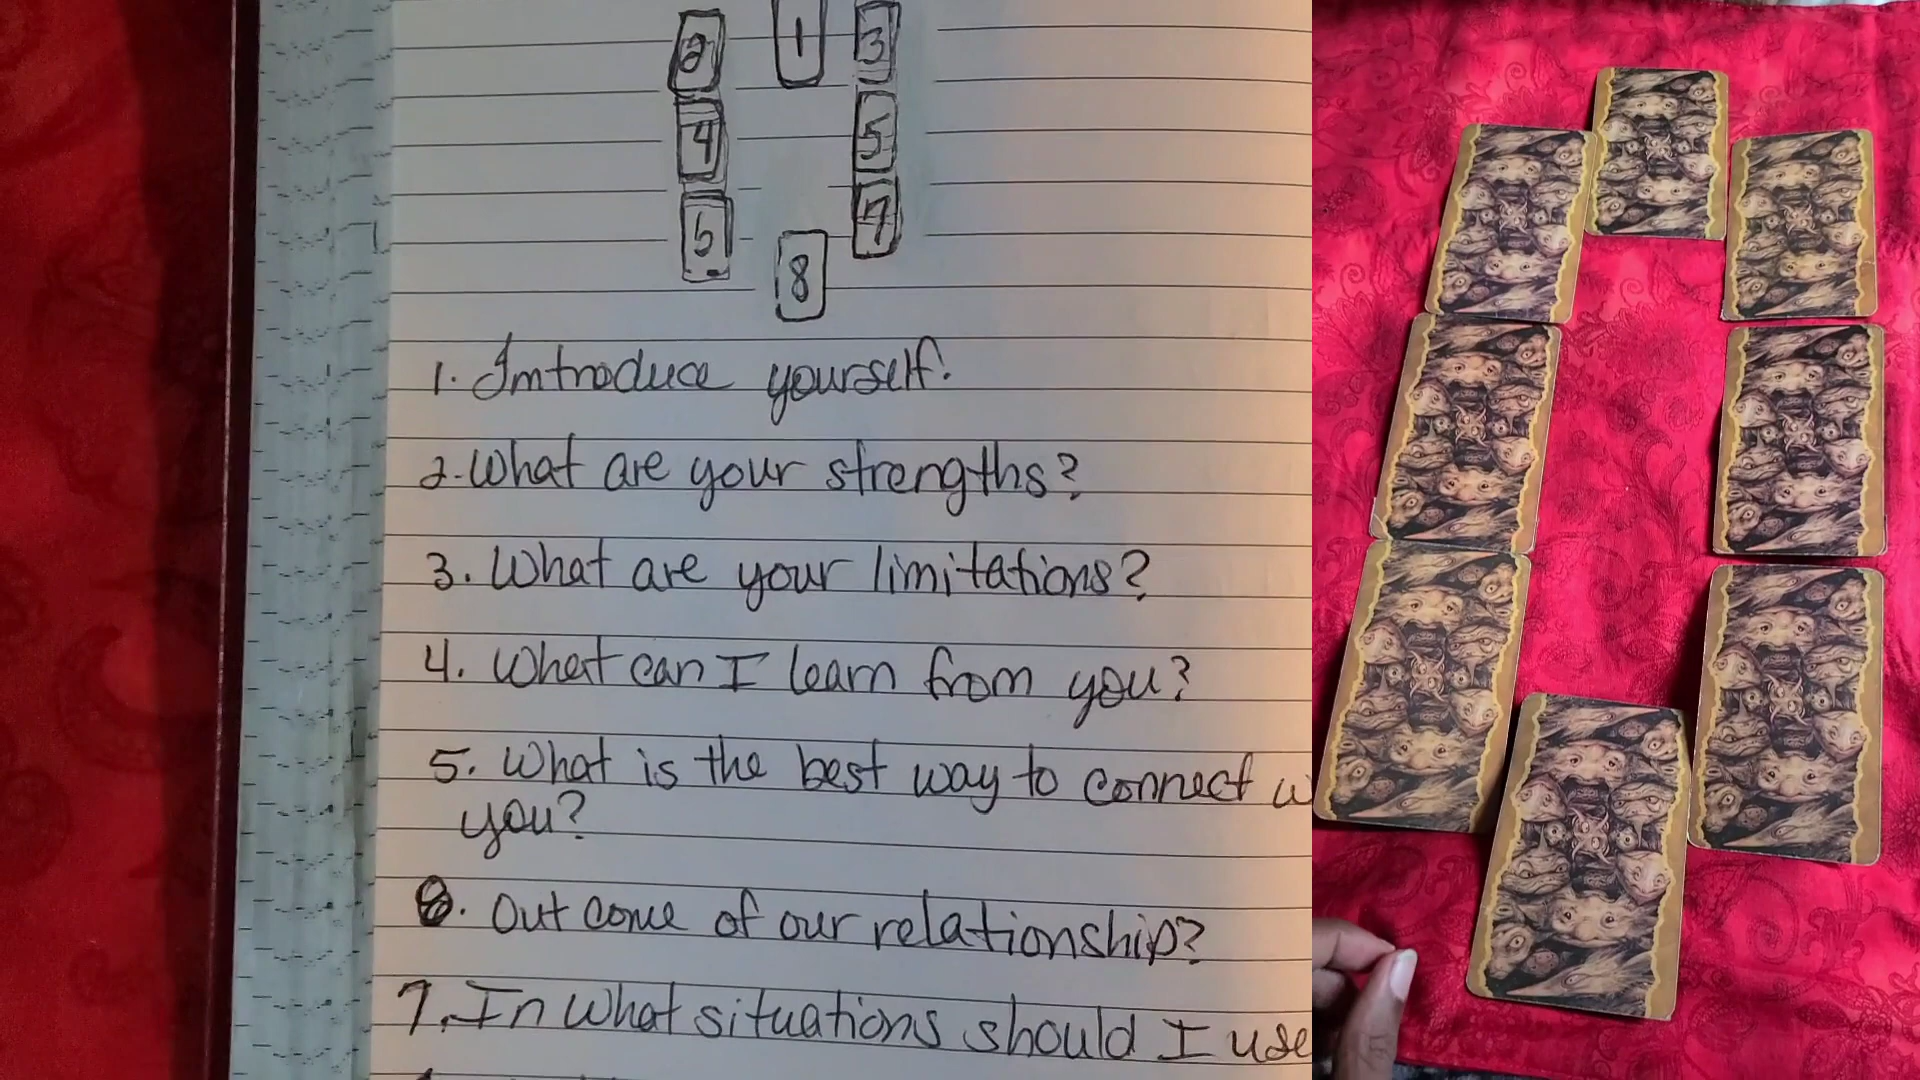 2 1 3
4 5
6 7
8
1. Introduce yourself.
2. What are your strengths?
3. What are your limitations?
4. What can I learn from you?
5. What is the best way to connect w
you?
8. Out come of our relationship?
7. In what situations should I use